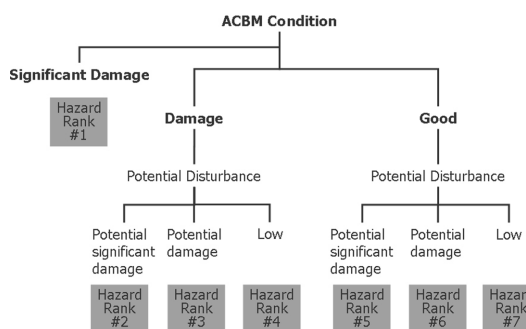 ACBM Condition
Significant Damage
Hazard
Rank
#1
Damage
Good
Potential Disturbance
Potential Disturbance
Potential
significant
damage
Potential
damage
Low
Potential
significant
damage
Potential
damage
Low
Hazard
Rank
#2
Hazard
Rank
#3
Hazard
Rank
#4
Hazard
Rank
#5
Hazard
Rank
#6
Hazard
Rank
#7